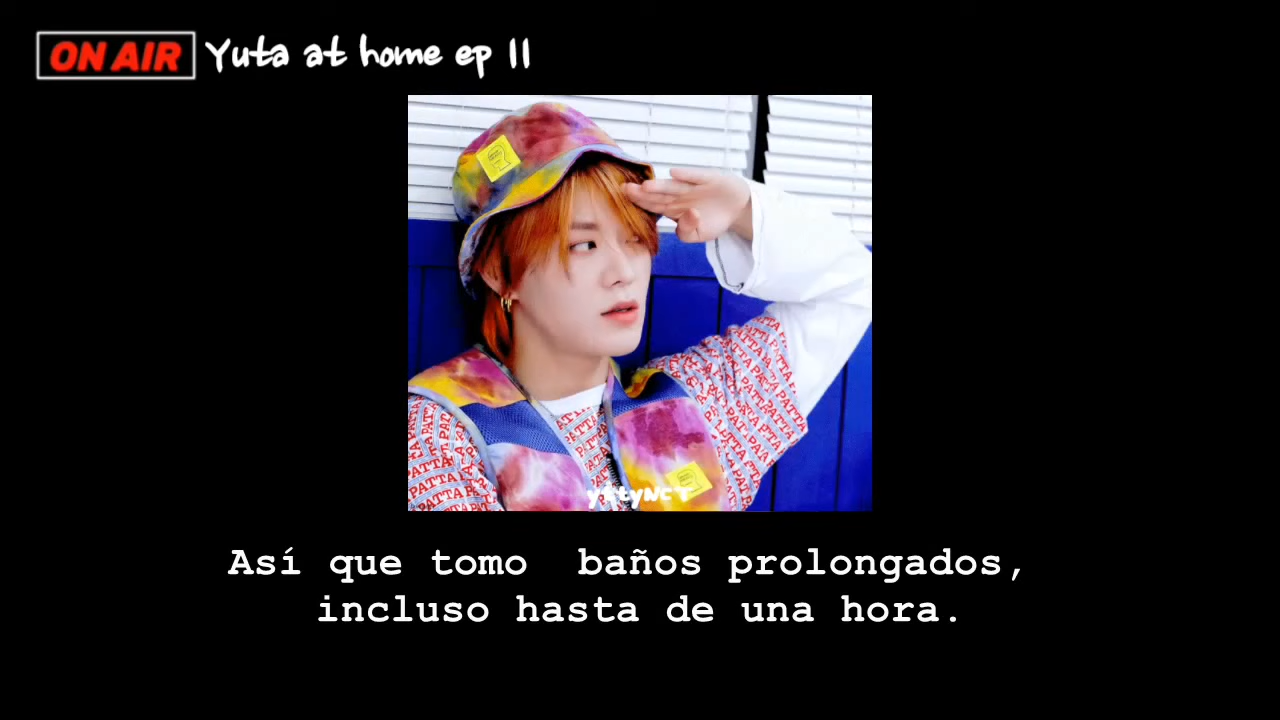 ON AIR Yuta at home ep 11
Así que tomo baños prolongados,
incluso hasta de una hora.